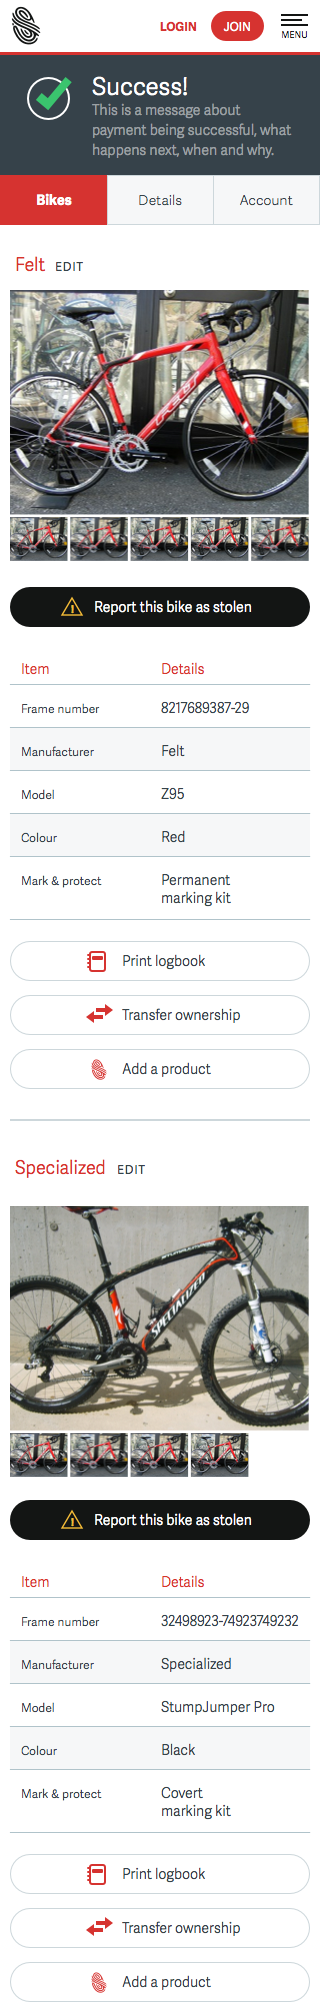 LOGIN JOIN MENU
Success!
This is a message about
payment being successful, what
happens next, when and why.
Bikes Details Account
Felt EDIT
FELT
Report this bike as stolen
Item Details
Frame number 8217689387-29
Manufacturer Felt
Model Z95
Colour Red
Mark & protect Permanent
marking kit
Print logbook
Transfer ownership
Add a product
Specialized EDIT
STUMPJUMPER
SPECIALIZED
Report this bike as stolen
Item Details
Frame number 32498923-74923749232
Manufacturer Specialized
Model StumpJumper Pro
Colour Black
Mark & protect Covert
marking kit
Print logbook
Transfer ownership
Add a product